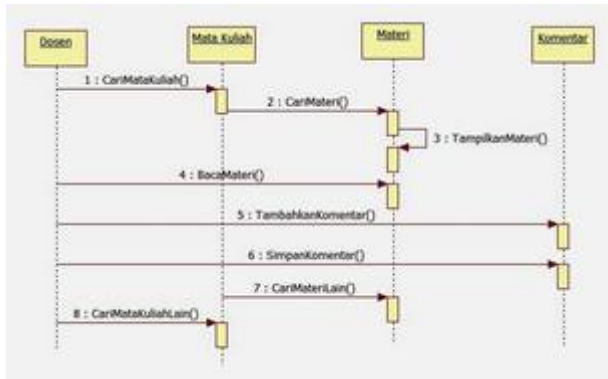 Dosen
Mata Kuliah
Materi
Komentar
1 : CariMataKuliah()
2 : CariMateri()
3 : TampilkanMateri()
4 : BacaMateri()
5 : TambahkanKomentar()
6 : SimpanKomentar()
7 : CariMateriLain()
8 : CariMataKuliahLain()